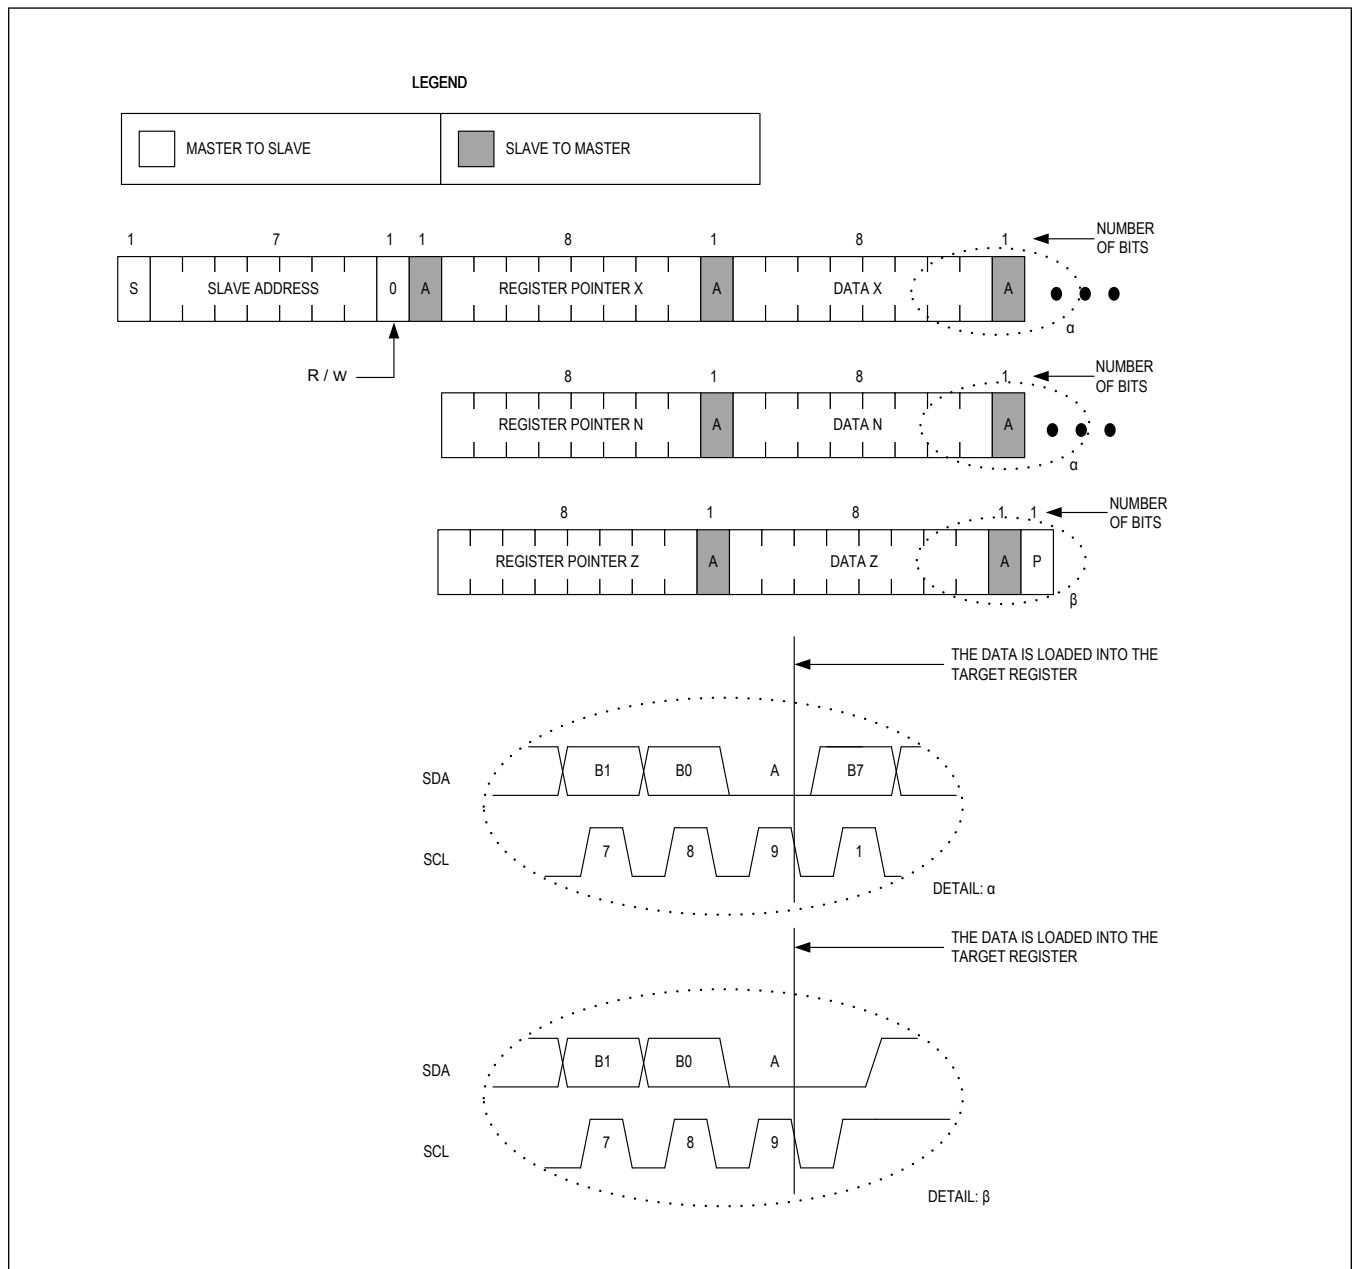 LEGEND
MASTER TO SLAVE
SLAVE TO MASTER
1 7 1 1 8 1 8 1 NUMBER
OF BITS
S SLAVE ADDRESS 0 A REGISTER POINTER X A DATA X A
α
R / W
8 1 8 1 NUMBER
OF BITS
REGISTER POINTER N A DATA N A
α
8 1 8 1 1 NUMBER
OF BITS
REGISTER POINTER Z A DATA Z A P
β
THE DATA IS LOADED INTO THE
TARGET REGISTER
SDA B1 B0 A B7
SCL 7 8 9 1
DETAIL: α
THE DATA IS LOADED INTO THE
TARGET REGISTER
SDA B1 B0 A
SCL 7 8 9
DETAIL: β